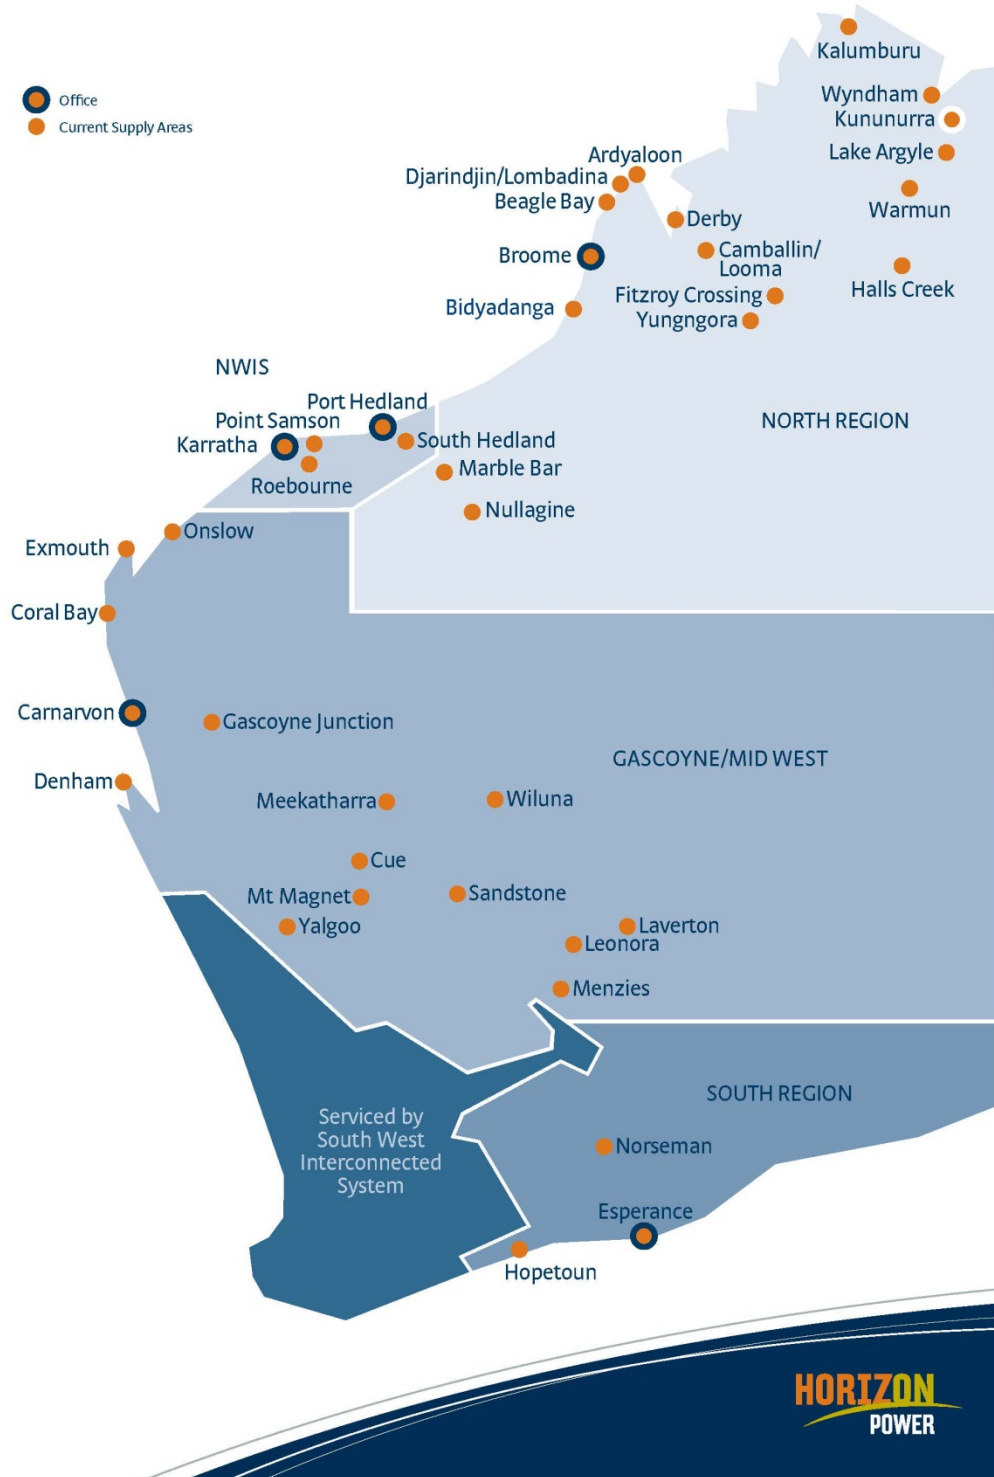 Kalumburu
Office
Current Supply Areas
Wyndham
Kununurra
Lake Argyle
Warmun
Halls Creek
Ardyaloon
Djarindjin/Lombadina
Beagle Bay
Derby
Broome
Camballin/
Looma
Fitzroy Crossing
Yungngora
Bidyadanga
NWIS
Port Hedland
Point Samson
Karratha
South Hedland
Roebourne
Marble Bar
Nullagine
NORTH REGION
Onslow
Exmouth
Coral Bay
Carnarvon
Gascoyne Junction
GASCOYNE/MID WEST
Denham
Meekatharra
Wiluna
Cue
Mt Magnet
Sandstone
Yalgoo
Laverton
Leonora
Menzies
SOUTH REGION
Serviced by
South West
Interconnected
System
Norseman
Esperance
Hopetoun
HORIZON
POWER